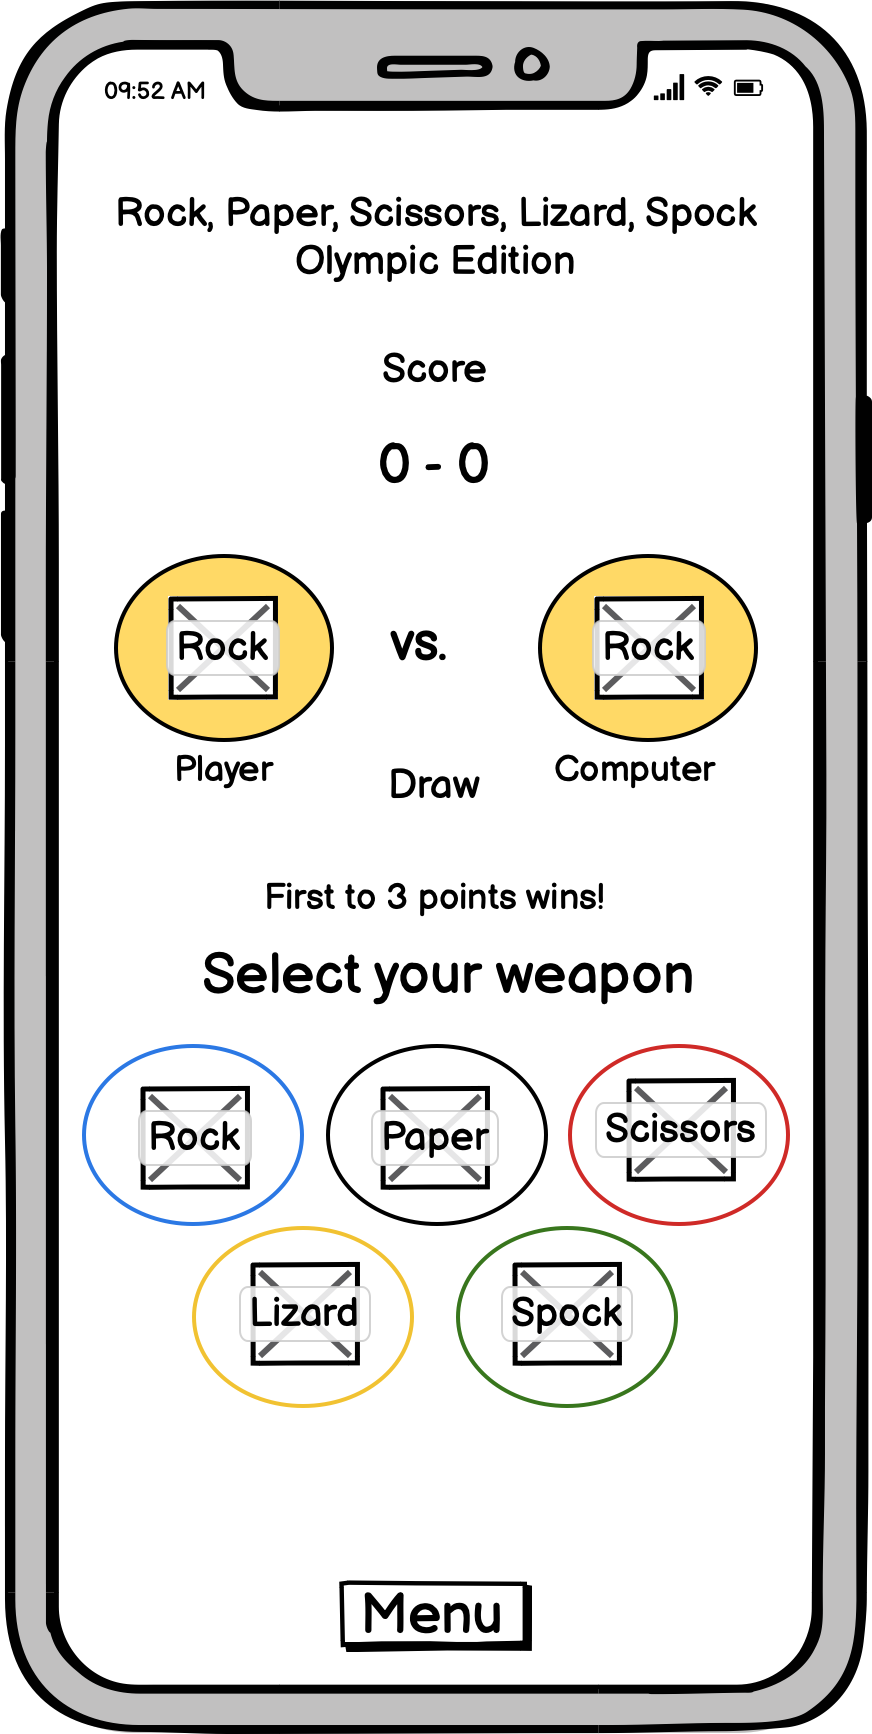 09:52 AM
Rock, Paper, Scissors, Lizard, Spock
Olympic Edition
Score
0 - 0
Rock
vs.
Rock
Player
Draw
Computer
First to 3 points wins!
Select your weapon
Rock
Paper
Scissors
Lizard
Spock
Menu